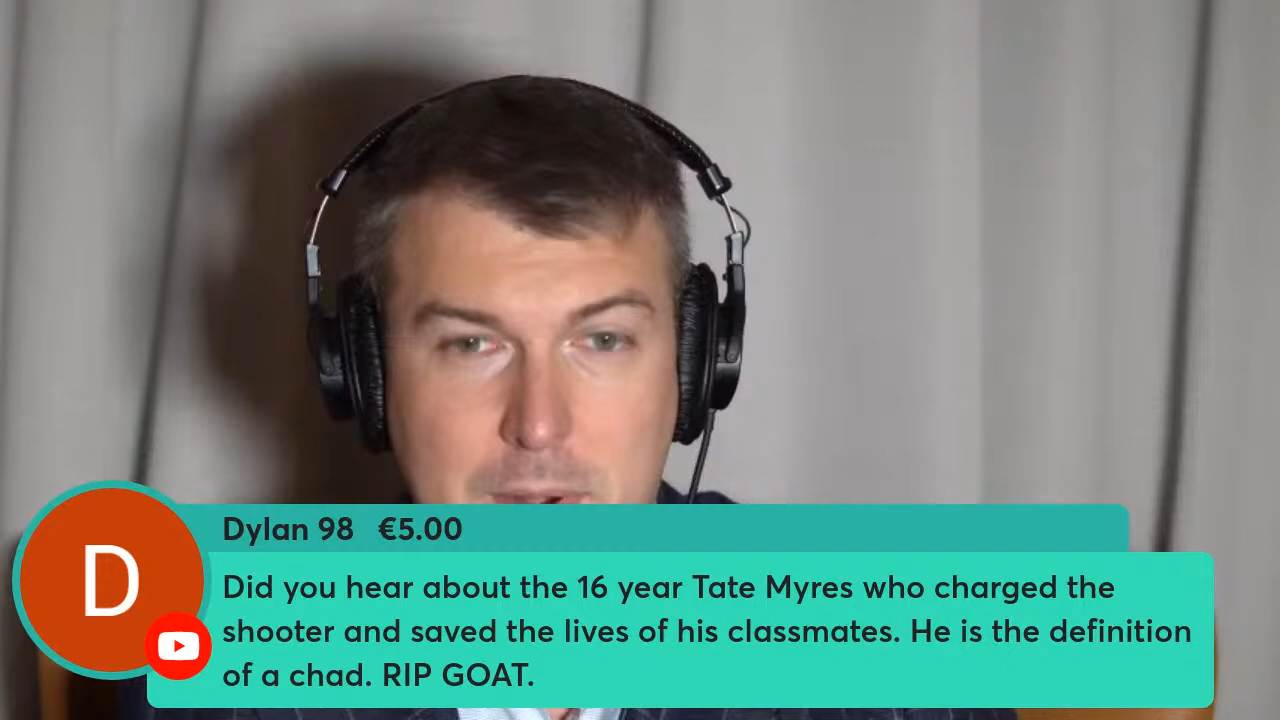 D
Dylan 98 €5.00
Did you hear about the 16 year Tate Myres who charged the
shooter and saved the lives of his classmates. He is the definition
of a chad. RIP GOAT.